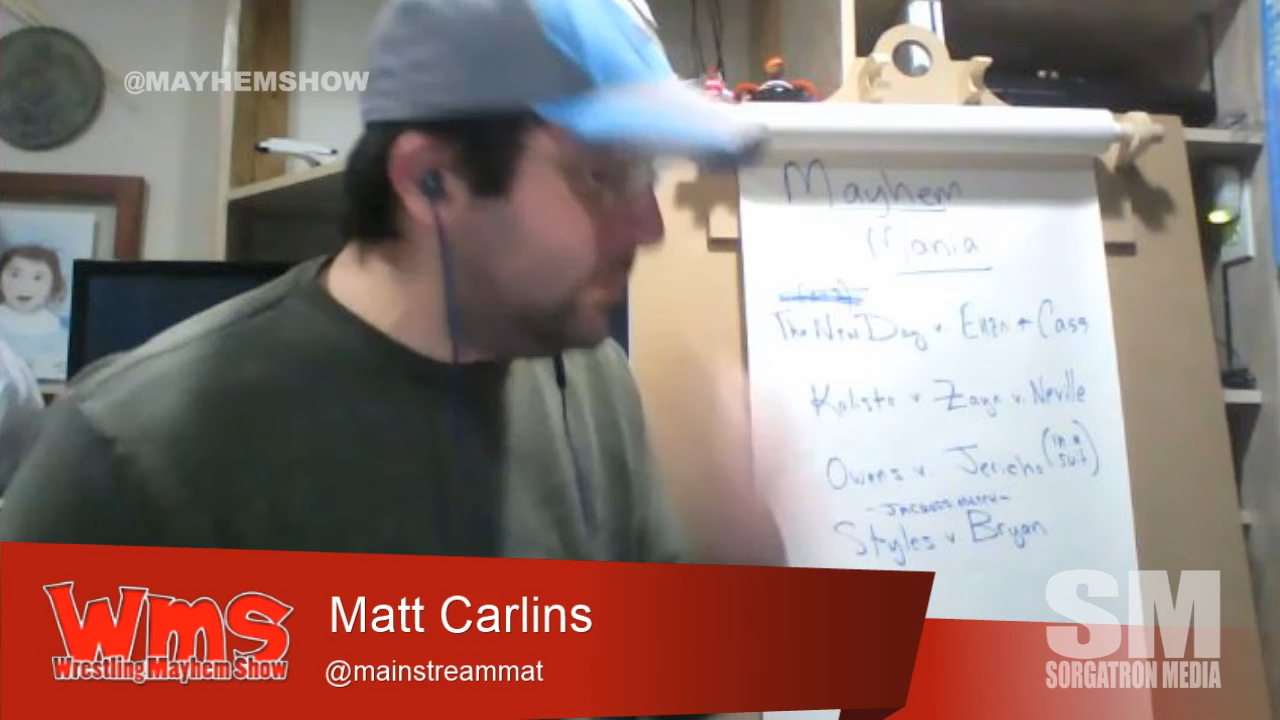 @MAYHEMSHOW
Mayhem
Mania
The New Day v Enzo + Cass
Kalisto v Zayn v. Neville
Owens v. Jericho (in a suit)
Styles v Bryan
wms
Wrestling Mayhem Show
Matt Carlins
@mainstreammat
SM
SORGATRON MEDIA